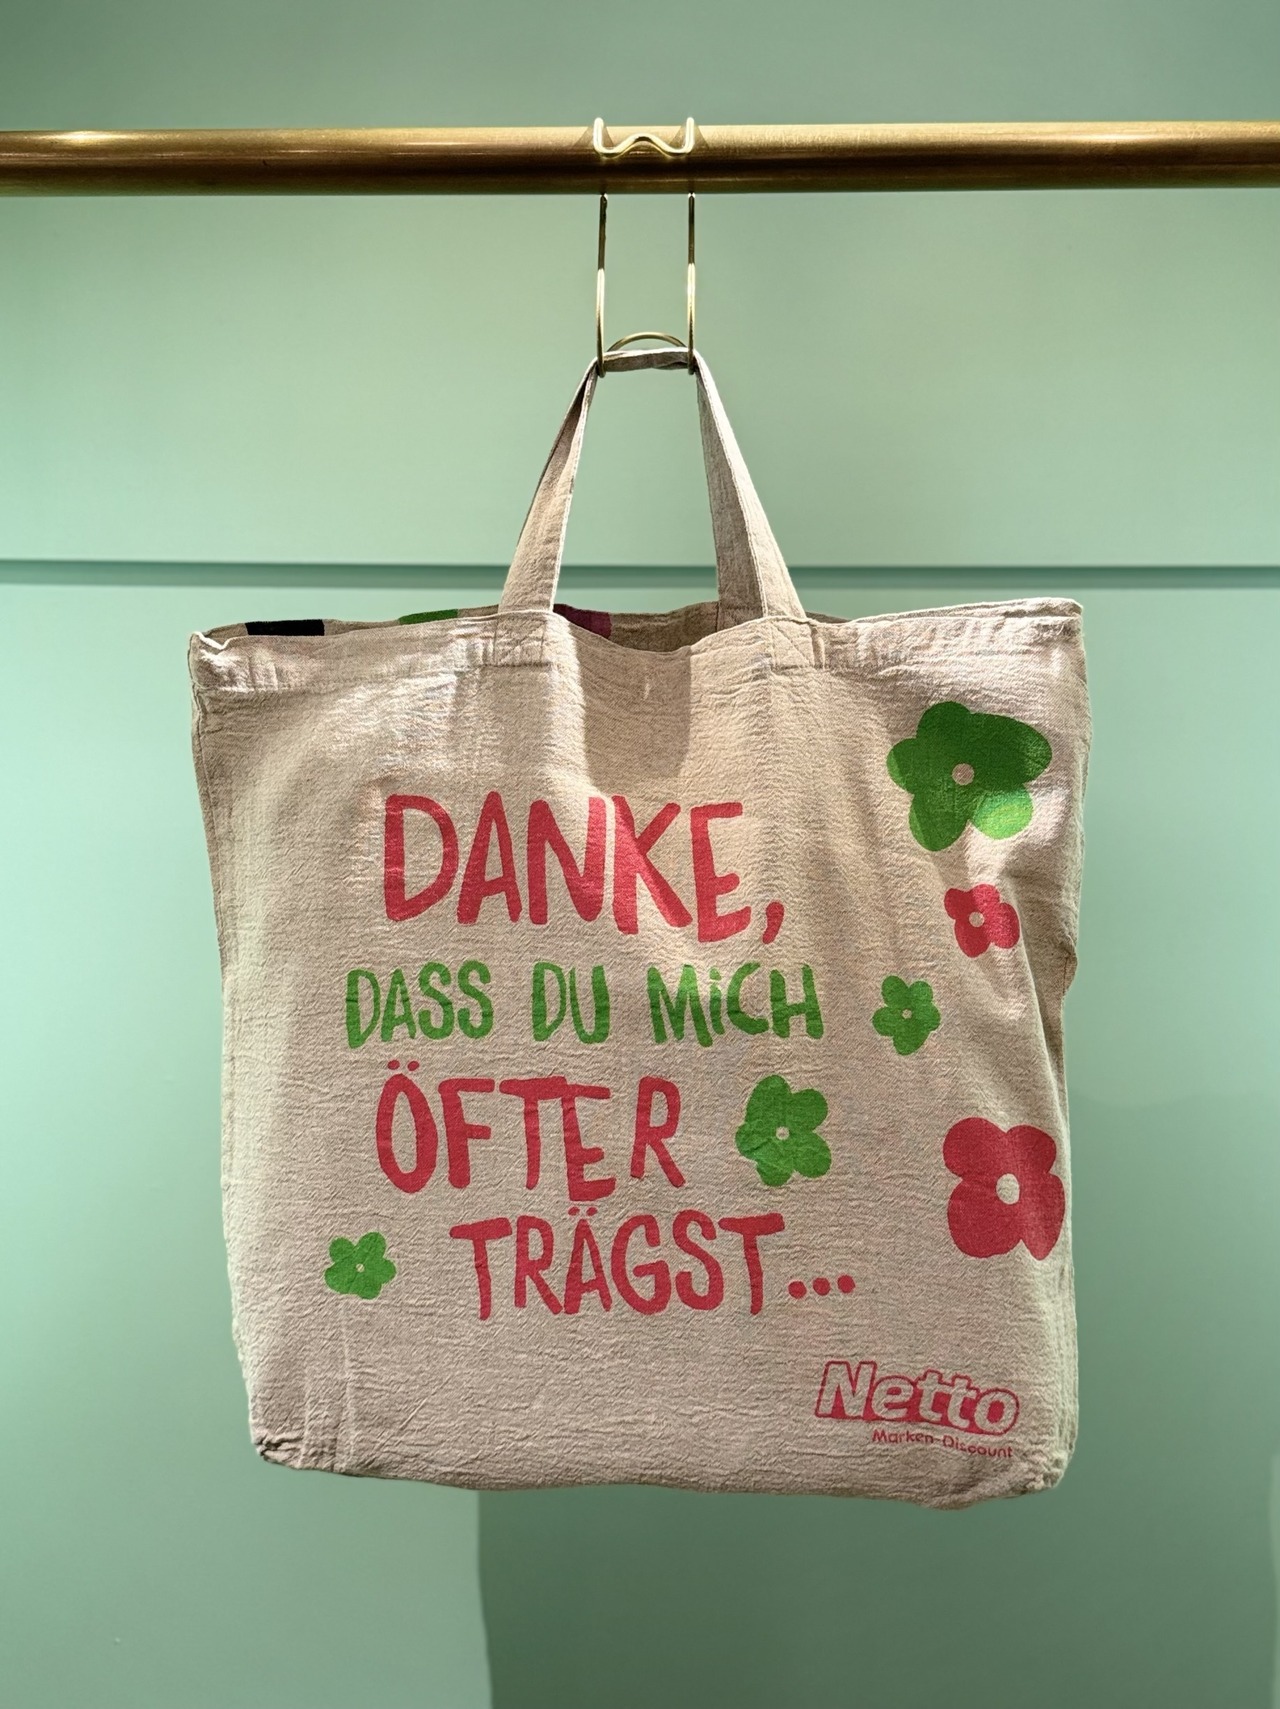 DANKE,
DASS DU MiCH
ÖFTER
TRÄGST...
Netto
Marken-Discount